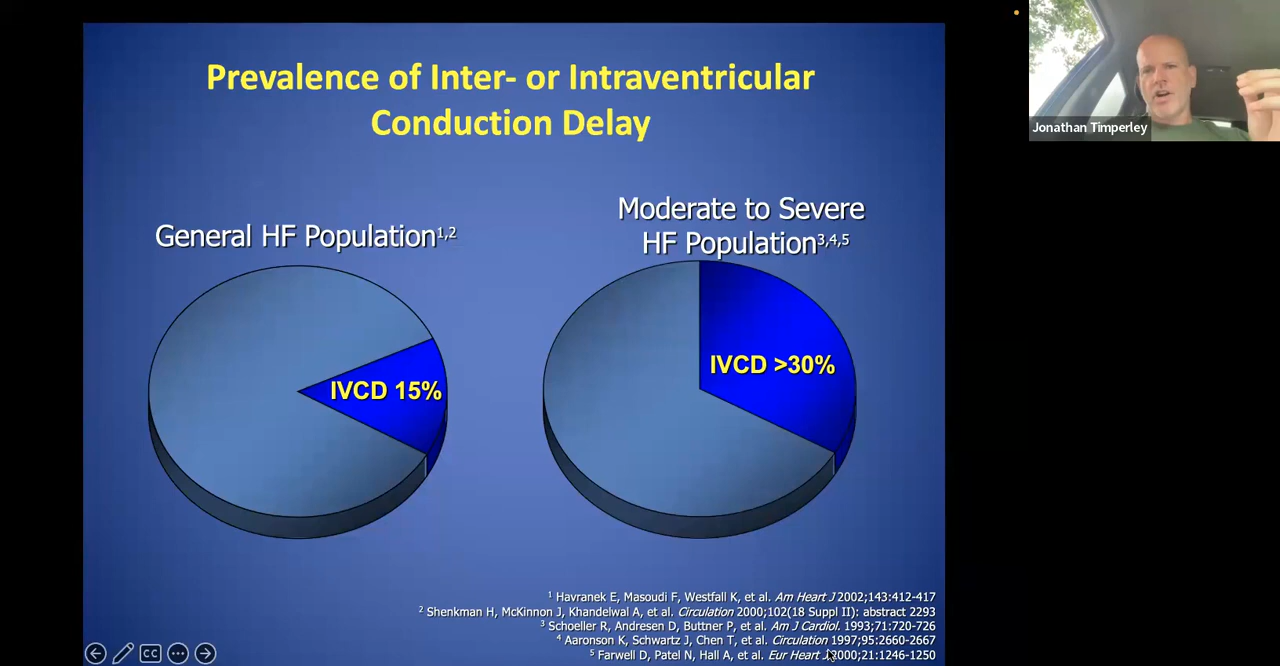 Prevalence of Inter- or Intraventricular
Conduction Delay
General HF Population1,2
Moderate to Severe
HF Population3,4,5
IVCD 15%
IVCD >30%
1 Havranek E, Masoudi F, Westfall K, et al. Am Heart J 2002;143:412-417
2 Shenkman H, McKinnon J, Khandelwal A, et al. Circulation 2000;102(18 Suppl II): abstract 2293
3 Schoeller R, Andresen D, Buttner P, et al. Am J Cardiol. 1993;71:720-726
4 Aaronson K, Schwartz J, Chen T, et al. Circulation 1997;95:2660-2667
5 Farwell D, Patel N, Hall A, et al. Eur Heart J 2000;21:1246-1250
CC
Jonathan Timperley